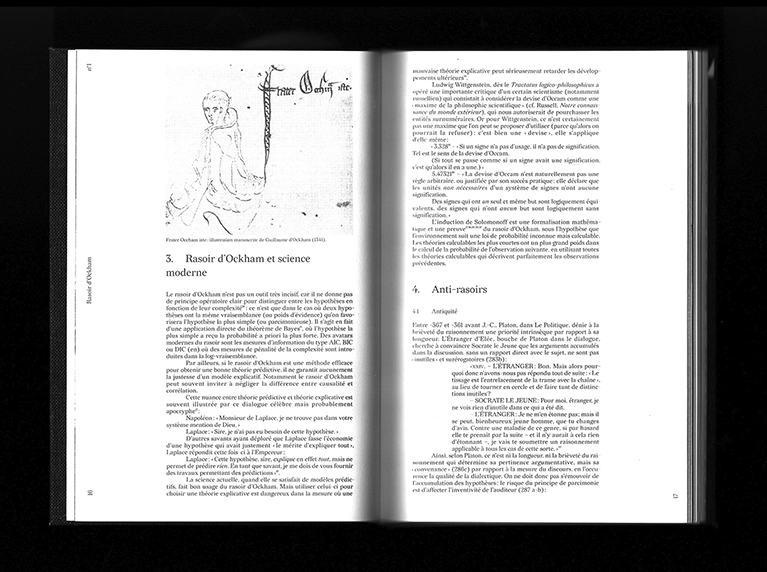 n°1
Rasoir d'Ockham
16
frater Occham iste
Frater Occham iste: illustration manuscrite de Guillaume d'Ockham (1341).
3. Rasoir d'Ockham et science
moderne
Le rasoir d'Ockham n'est pas un outil très incisif, car il ne donne pas
de principe opératoire clair pour distinguer entre les hypothèses en
fonction de leur complexité : ce n'est que dans le cas où deux hypo-
thèses ont la même vraisemblance (ou poids d'évidence) qu'on favo-
risera l'hypothèse la plus simple (ou parcimonieuse). Il s'agit en fait
d'une application directe du théorème de Bayes, où l'hypothèse la
plus simple a reçu la probabilité a priori la plus forte. Des avatars
modernes du rasoir sont les mesures d'information du type AIC, BIC
ou DIC (en) où des mesures de pénalité de la complexité sont intro-
duites dans la log-vraisemblance.
Par ailleurs, si le rasoir d'Ockham est une méthode efficace
pour obtenir une bonne théorie prédictive, il ne garantit aucunement
la justesse d'un modèle explicatif. Notamment le rasoir d'Ockham
peut souvent inviter à négliger la différence entre causalité et
corrélation.
Cette nuance entre théorie prédictive et théorie explicative est
souvent illustrée par ce dialogue célèbre mais probablement
apocryphe :
Napoléon : « Monsieur de Laplace, je ne trouve pas dans votre
système mention de Dieu. »
Laplace : « Sire, je n'ai pas eu besoin de cette hypothèse. »
D'autres savants ayant déploré que Laplace fasse l'économie
d'une hypothèse qui avait justement « le mérite d'expliquer tout »,
Laplace répondit cette fois-ci à l'Empereur :
Laplace : « Cette hypothèse, sire, explique en effet tout, mais ne
permet de prédire rien. En tant que savant, je me dois de vous fournir
des travaux permettant des prédictions ».
La science actuelle, quand elle se satisfait de modèles prédic-
tifs, fait bon usage du rasoir d'Ockham. Mais utiliser celui-ci pour
choisir une théorie explicative est dangereux dans la mesure où une
mauvaise théorie explicative peut sérieusement retarder les dévelop-
pements ultérieurs".
Ludwig Wittgenstein, dès le Tractatus logico-philosophicus a
opéré une importante critique d'un certain scientisme (notamment
russellien) qui consistait à considérer la devise d'Occam comme une
« maxime de la philosophie scientifique » (cf. Russell, Notre connais-
sance du monde extérieur), qui nous autoriserait de pourchasser les
entités surnuméraires. Or pour Wittgenstein, ce n'est certainement
pas une maxime que l'on peut se proposer d'utiliser (parce qu'alors on
pourrait la refuser) : c'est bien une « devise », elle s'applique
d'elle-même :
« 3.328 – « Si un signe n'a pas d'usage, il n'a pas de signification.
Tel est le sens de la devise d'Occam.
(Si tout se passe comme si un signe avait une signification,
c'est qu'alors il en a une.) »
5.47321 – « La devise d'Occam n'est naturellement pas une
règle arbitraire, ou justifiée par son succès pratique : elle déclare que
les unités non nécessaires d'un système de signes n'ont aucune
signification.
Des signes qui ont un seul et même but sont logiquement équi-
valents, des signes qui n'ont aucun but sont logiquement sans
signification. »
L'induction de Solomonoff est une formalisation mathéma-
tique et une preuve du rasoir d'Ockham, sous l'hypothèse que
l'environnement suit une loi de probabilité inconnue mais calculable.
Les théories calculables les plus courtes ont un plus grand poids dans
le calcul de la probabilité de l'observation suivante, en utilisant toutes
les théories calculables qui décrivent parfaitement les observations
précédentes.
4. Anti-rasoirs
4.1 Antiquité
Entre -367 et -361 avant J.-C., Platon, dans Le Politique, dénie à la
brièveté du raisonnement une priorité intrinsèque par rapport à sa
longueur. L'Étranger d'Élée, bouche de Platon dans le dialogue,
cherche à convaincre Socrate le Jeune que les arguments accumulés
dans la discussion, sans un rapport direct avec le sujet, ne sont pas
« inutiles » et surérogatoires (283b) :
«XXIV. – L'ÉTRANGER : Bon. Mais alors pour-
quoi donc n'avons-nous pas répondu tout de suite : « Le
tissage est l'entrelacement de la trame avec la chaîne »,
au lieu de tourner en cercle et de faire tant de distinc-
tions inutiles?
– SOCRATE LE JEUNE : Pour moi, étranger, je
ne vois rien d'inutile dans ce qui a été dit.
– L'ÉTRANGER : Je ne m'en étonne pas; mais il
se peut, bienheureux jeune homme, que tu changes
d'avis. Contre une maladie de ce genre, si par hasard
elle te prenait par la suite – et il n'y aurait à cela rien
d'étonnant –, je vais te soumettre un raisonnement
applicable à tous les cas de cette sorte. »
Ainsi, selon Platon, ce n'est ni la longueur, ni la brièveté du rai-
sonnement qui détermine sa pertinence argumentative, mais sa
« convenance » (286c) par rapport à la mesure du discours, en l'occu-
rence la qualité de la dialectique. On ne doit donc pas s'émouvoir de
l'accumulation des hypothèses : le risque du principe de parcimonie
est d'affecter l'inventivité de l'auditeur (287 a-b) :
17